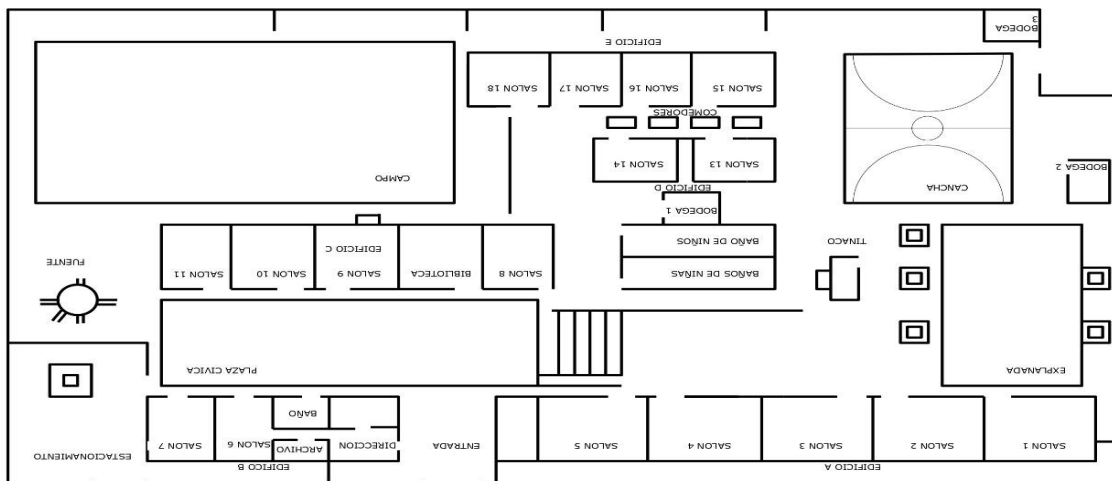 EDIFICIO A
EDIFICO B
SALON 1
SALON 2
SALON 3
SALON 4
SALON 5
ENTRADA
DIRECCION
ARCHIVO
SALON 6
SALON 7
ESTACIONAMIENTO
BAÑO
EXPLANADA
PLAZA CIVICA
BAÑOS DE NIÑAS
SALON 8
BIBLIOTECA
SALON 9
SALON 10
SALON 11
FUENTE
TINACO
BAÑO DE NIÑOS
EDIFICIO C
BODEGA 1
CANCHA
EDIFICIO D
CAMPO
BODEGA 2
SALON 13
SALON 14
COMEDORES
SALON 15
SALON 16
SALON 17
SALON 18
EDIFICIO E
BODEGA
3